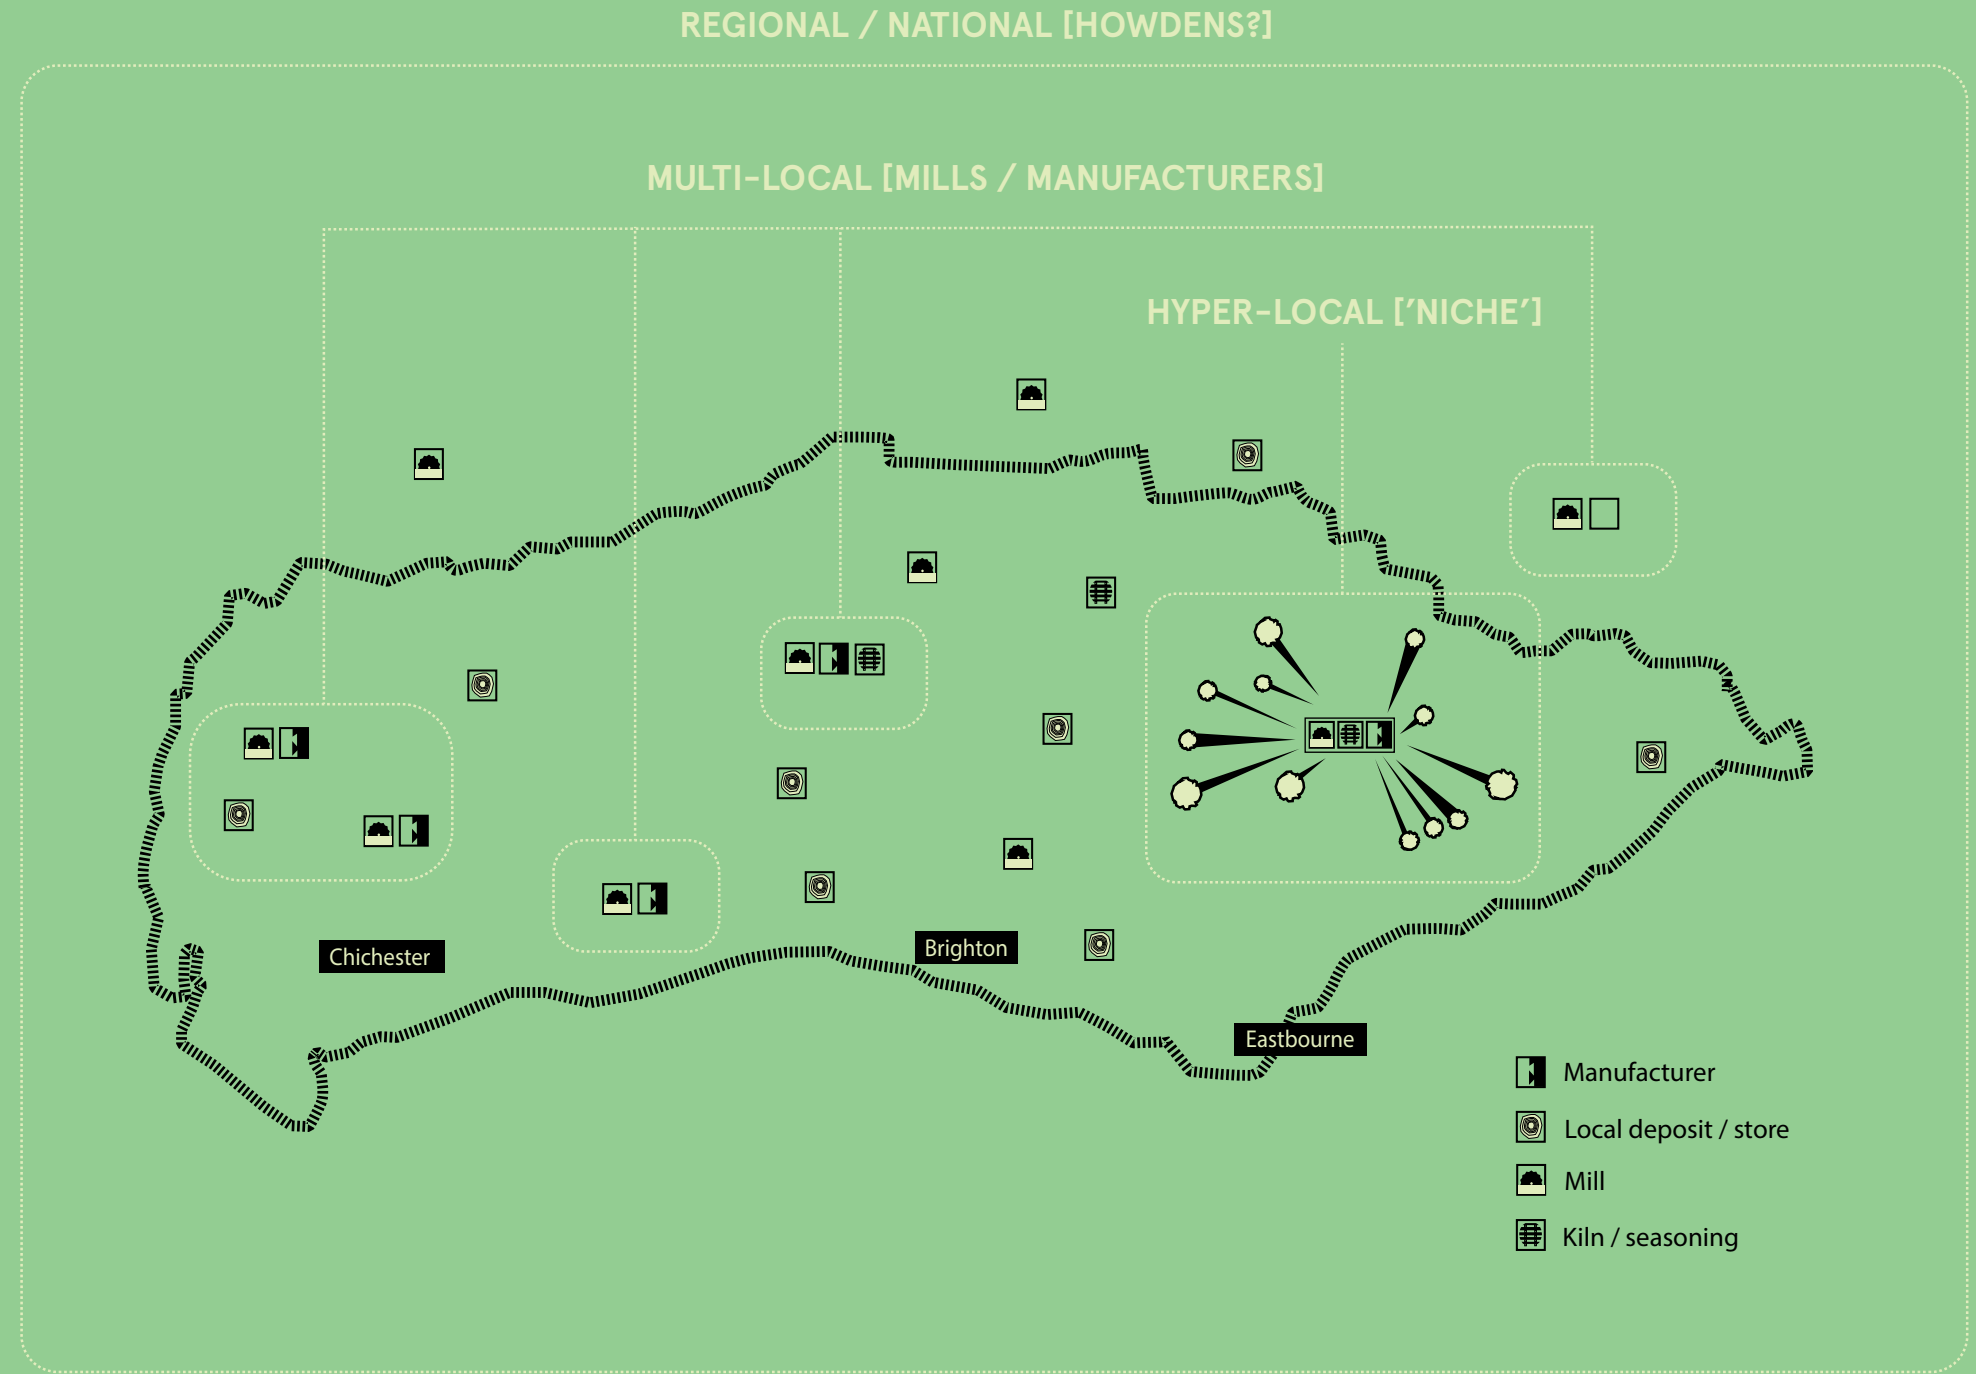 REGIONAL / NATIONAL [HOWDENS?]
MULTI-LOCAL [MILLS / MANUFACTURERS]
HYPER-LOCAL ['NICHE’]
Chichester
Brighton
Eastbourne
Manufacturer
Local deposit / store
Mill
Kiln / seasoning